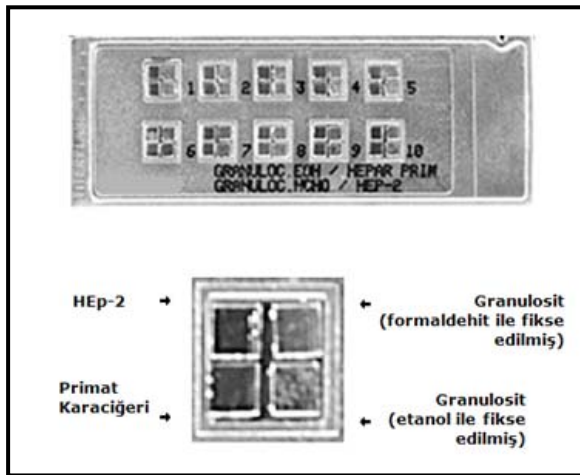 1 2 3 4 5
6 7 8 9 10
GRANULOC.EOH / HEPAR PRIM
GRANULOC.HCHO / HEP-2
HEp-2
Granulosit
(formaldehit ile fikse
edilmiş)
Primat
Karaciğeri
Granulosit
(etanol ile fikse
edilmiş)